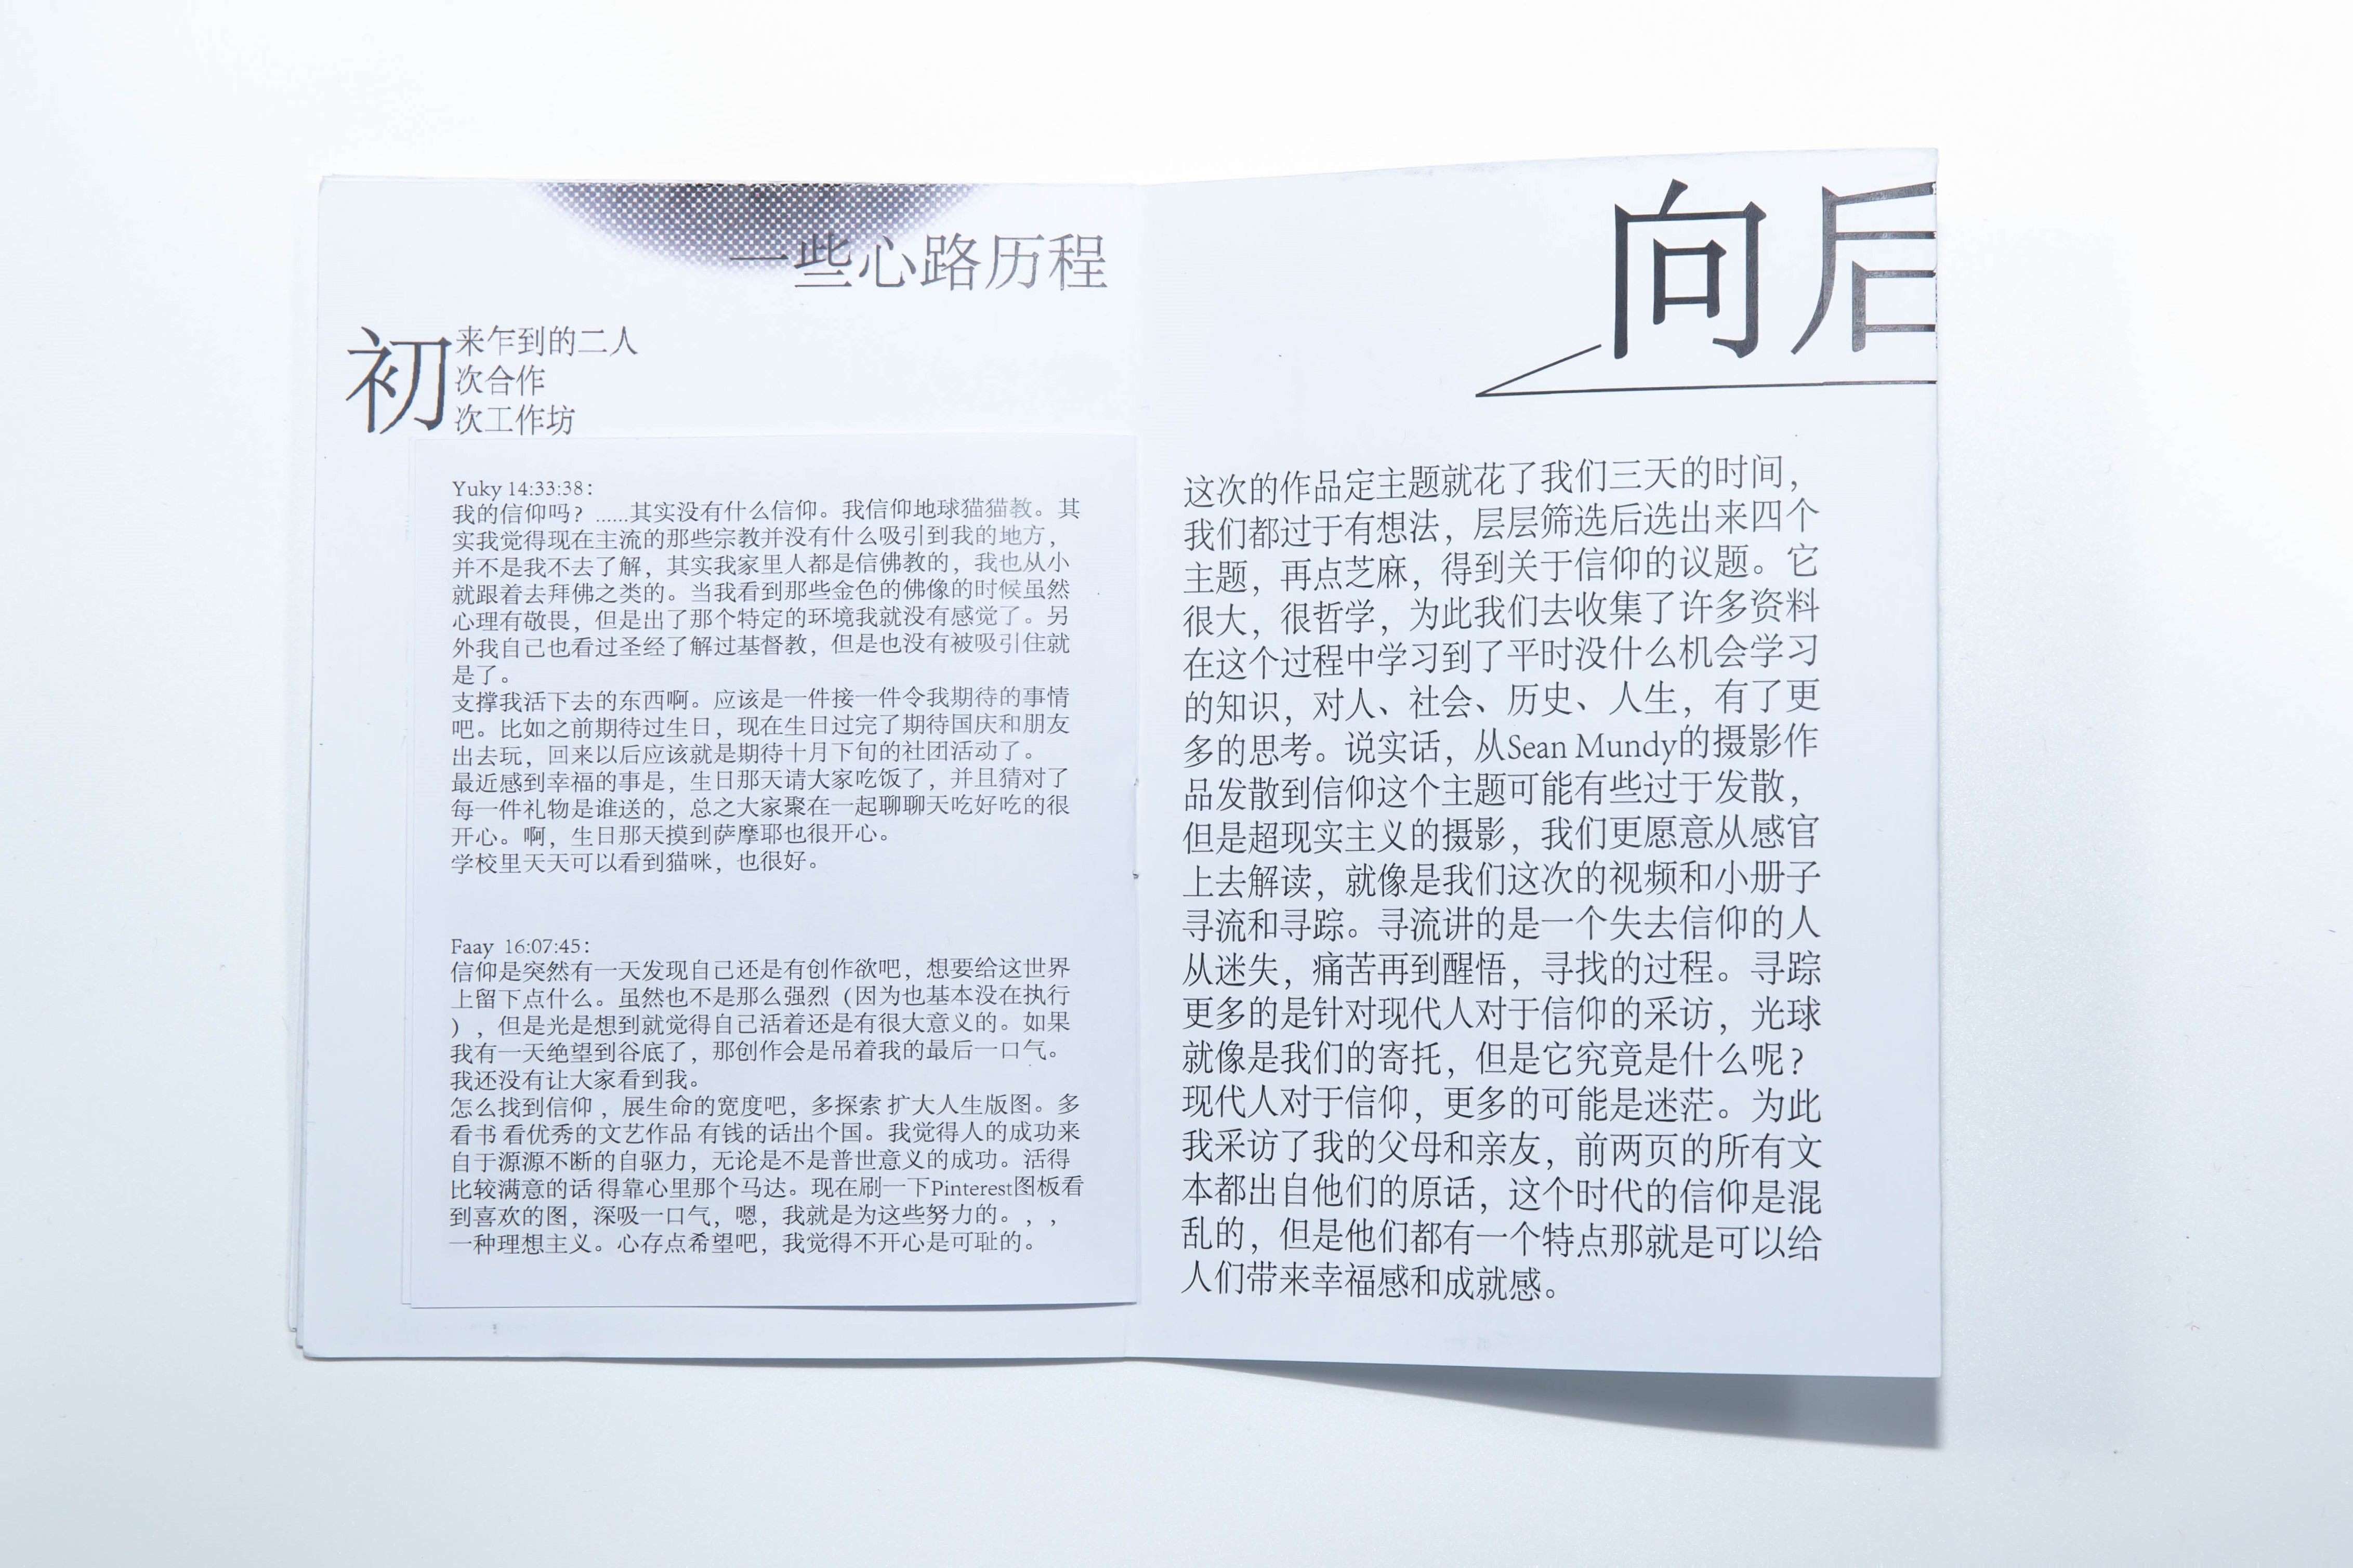 一些心路历程
初
来乍到的二人
次合作
次工作坊
Yuky 14:33:38：
我的信仰吗？……其实没有什么信仰。我信仰地球猫猫教。其
实我觉得现在主流的那些宗教并没有什么吸引到我的地方，
并不是我不去了解，其实我家里人都是信佛教的，我也从小
就跟着去拜佛之类的。当我看到那些金色的佛像的时候虽然
心理有敬畏，但是出了那个特定的环境我就没有感觉了。另
外我自己也看过圣经了解过基督教，但是也没有被吸引住就
是了。
支撑我活下去的东西啊。应该是一件接一件令我期待的事情
吧。比如之前期待过生日，现在生日过完了期待国庆和朋友
出去玩，回来以后应该就是期待十月下旬的社团活动了。
最近感到幸福的事是，生日那天请大家吃饭了，并且猜对了
每一件礼物是谁送的，总之大家聚在一起聊聊天吃好吃的很
开心。啊，生日那天摸到萨摩耶也很开心。
学校里天天可以看到猫咪，也很好。
Faay 16:07:45：
信仰是突然有一天发现自己还是有创作欲吧，想要给这世界
上留下点什么。虽然也不是那么强烈（因为也基本没在执行
），但是光是想到就觉得自己活着还是有很大意义的。如果
我有一天绝望到谷底了，那创作会是吊着我的最后一口气。
我还没有让大家看到我。
怎么找到信仰，展生命的宽度吧，多探索 扩大人生版图。多
看书 看优秀的文艺作品 有钱的话出个国。我觉得人的成功来
自于源源不断的自驱力，无论是不是普世意义的成功。活得
比较满意的话 得靠心里那个马达。现在刷一下Pinterest图板看
到喜欢的图，深吸一口气，嗯，我就是为这些努力的。，，
一种理想主义。心存点希望吧，我觉得不开心是可耻的。
向后
这次的作品定主题就花了我们三天的时间，
我们都过于有想法，层层筛选后选出来四个
主题，再点芝麻，得到关于信仰的议题。它
很大，很哲学，为此我们去收集了许多资料
在这个过程中学习到了平时没什么机会学习
的知识，对人、社会、历史、人生，有了更
多的思考。说实话，从Sean Mundy的摄影作
品发散到信仰这个主题可能有些过于发散，
但是超现实主义的摄影，我们更愿意从感官
上去解读，就像是我们这次的视频和小册子
寻流和寻踪。寻流讲的是一个失去信仰的人
从迷失，痛苦再到醒悟，寻找的过程。寻踪
更多的是针对现代人对于信仰的采访，光球
就像是我们的寄托，但是它究竟是什么呢？
现代人对于信仰，更多的可能是迷茫。为此
我采访了我的父母和亲友，前两页的所有文
本都出自他们的原话，这个时代的信仰是混
乱的，但是他们都有一个特点那就是可以给
人们带来幸福感和成就感。